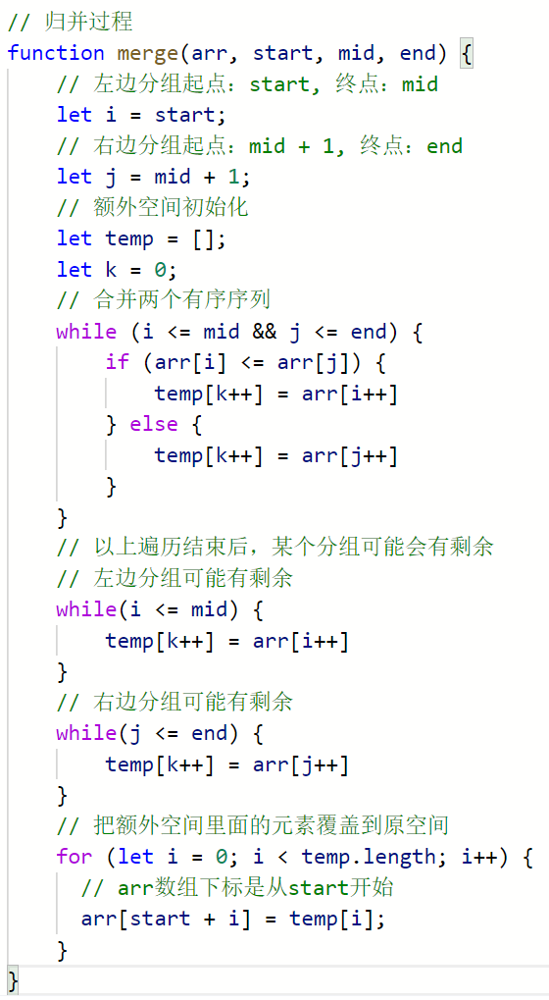 // 归并过程
function merge(arr, start, mid, end) {
    // 左边分组起点：start, 终点：mid
    let i = start;
    // 右边分组起点：mid + 1, 终点：end
    let j = mid + 1;
    // 额外空间初始化
    let temp = [];
    let k = 0;
    // 合并两个有序序列
    while (i <= mid && j <= end) {
        if (arr[i] <= arr[j]) {
            temp[k++] = arr[i++]
        } else {
            temp[k++] = arr[j++]
        }
    }
    // 以上遍历结束后，某个分组可能会有剩余
    // 左边分组可能有剩余
    while(i <= mid) {
        temp[k++] = arr[i++]
    }
    // 右边分组可能有剩余
    while(j <= end) {
        temp[k++] = arr[j++]
    }
    // 把额外空间里面的元素覆盖到原空间
    for (let i = 0; i < temp.length; i++) {
      // arr数组下标是从start开始
      arr[start + i] = temp[i];
    }
}